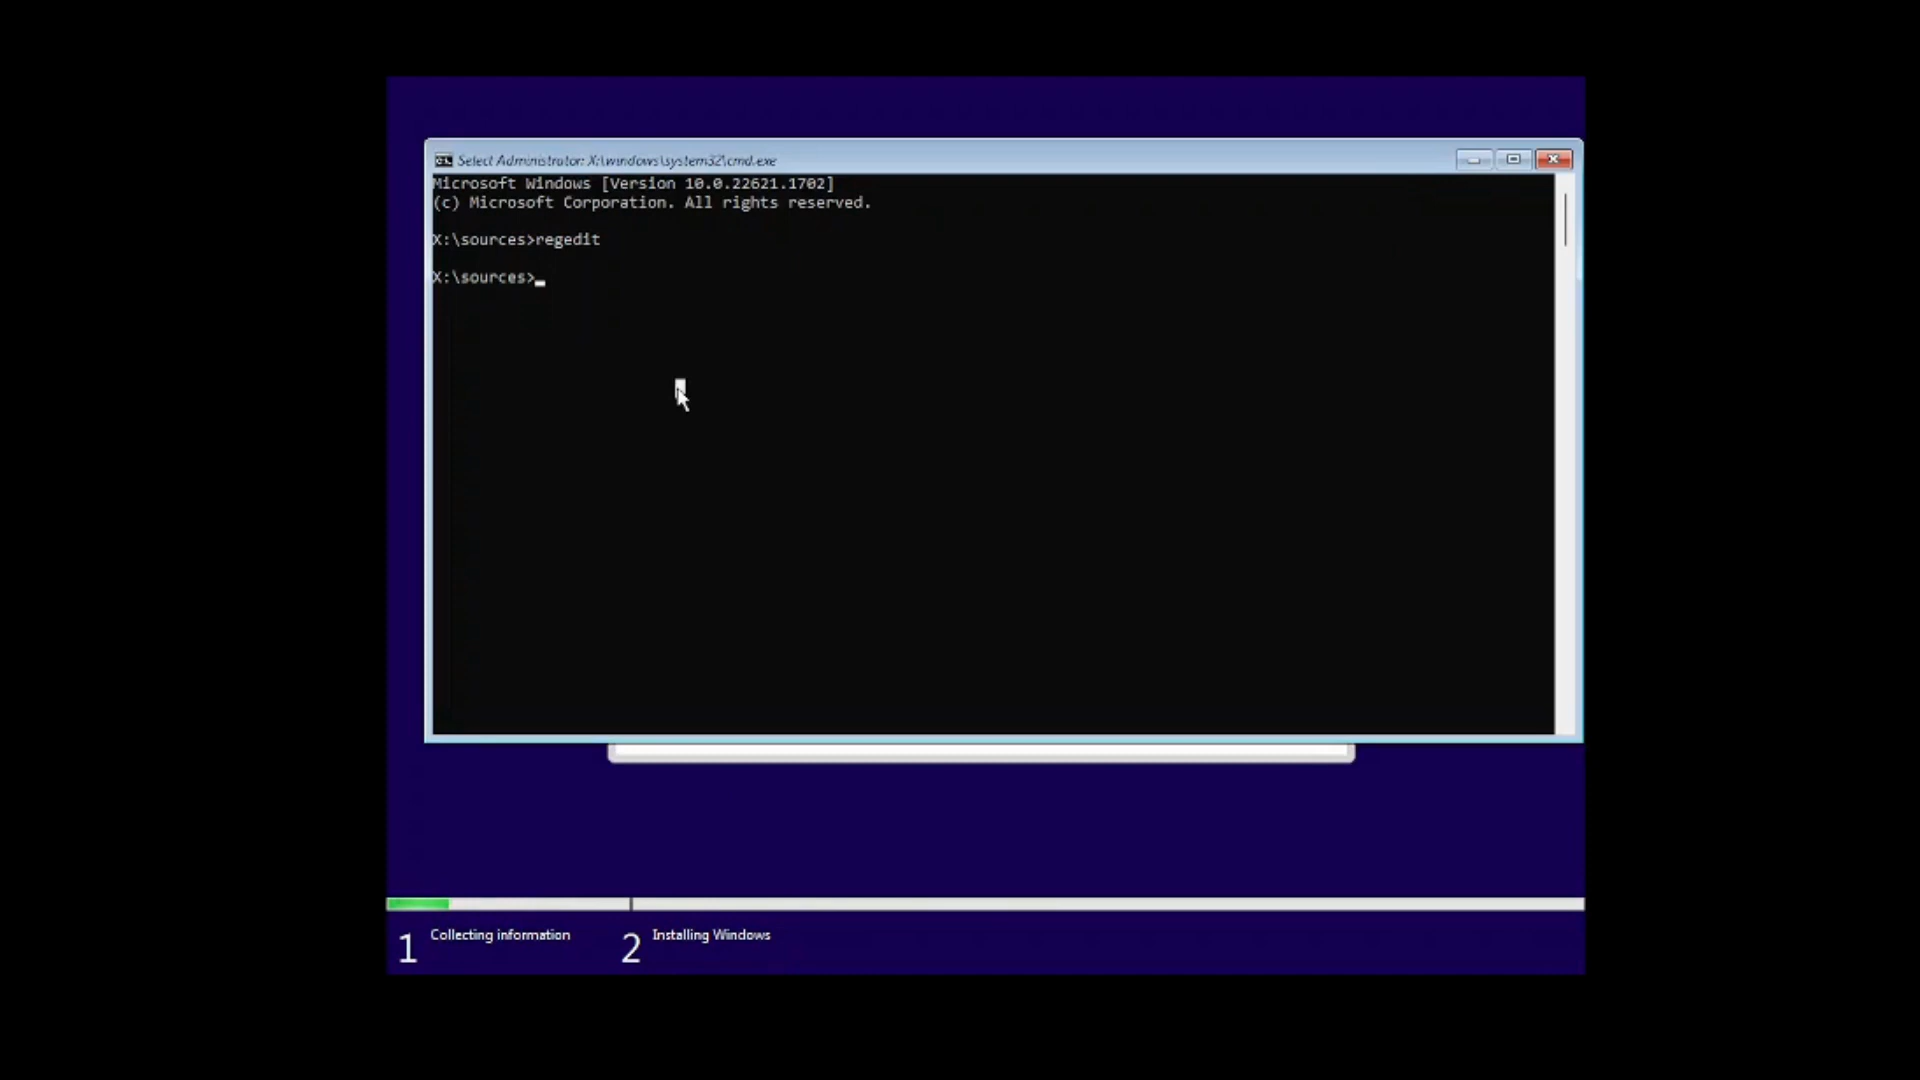 Select Administrator: X:\windows\system32\cmd.exe
Microsoft Windows [Version 10.0.22621.1702]
(c) Microsoft Corporation. All rights reserved.
X:\sources>regedit
X:\sources>
1 Collecting information 2 Installing Windows